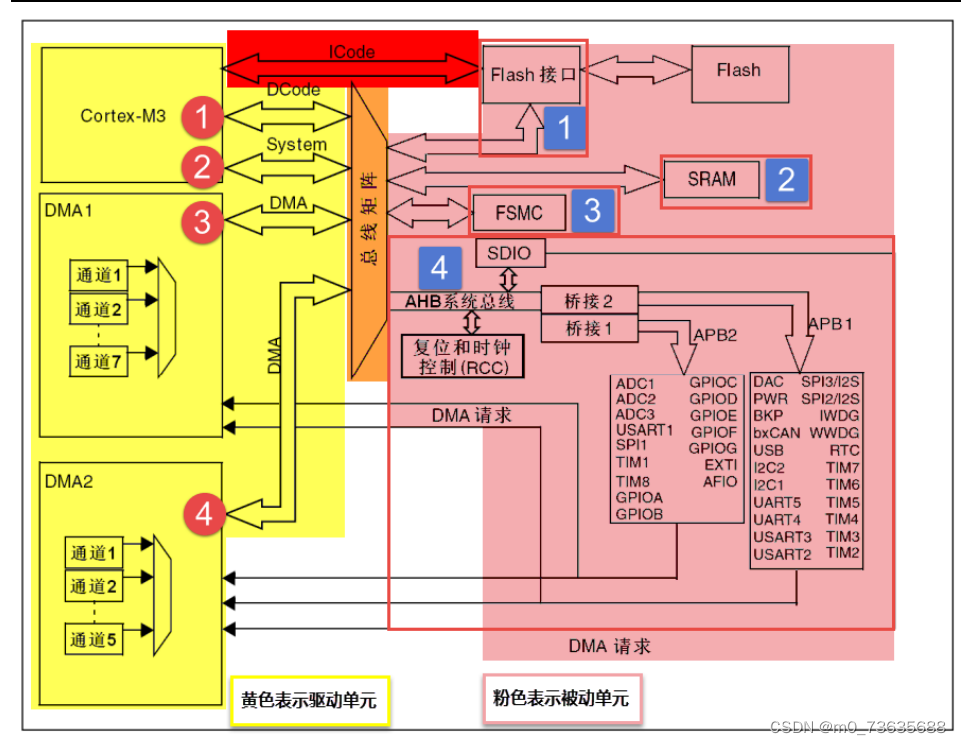 ICode
Flash 接口
Flash
Cortex-M3
1
DCode
1
2
System
SRAM
2
DMA1
3
DMA
FSMC
3
总线矩阵
SDIO
4
通道1
通道2
通道7
AHB系统总线
桥接2
桥接1
APB2
APB1
复位和时钟
控制(RCC)
DMA
DMA 请求
ADC1 GPIOC
ADC2 GPIOD
ADC3 GPIOE
USART1 GPIOF
SPI1 GPIOG
TIM1 EXTI
TIM8 AFIO
GPIOA
GPIOB
DAC SPI3/I2S
PWR SPI2/I2S
BKP IWDG
bxCAN WWDG
USB RTC
I2C2 TIM7
I2C1 TIM6
UART5 TIM5
UART4 TIM4
USART3 TIM3
USART2 TIM2
DMA2
4
通道1
通道2
通道5
DMA 请求
黄色表示驱动单元
粉色表示被动单元
CSDN @m0_73635688